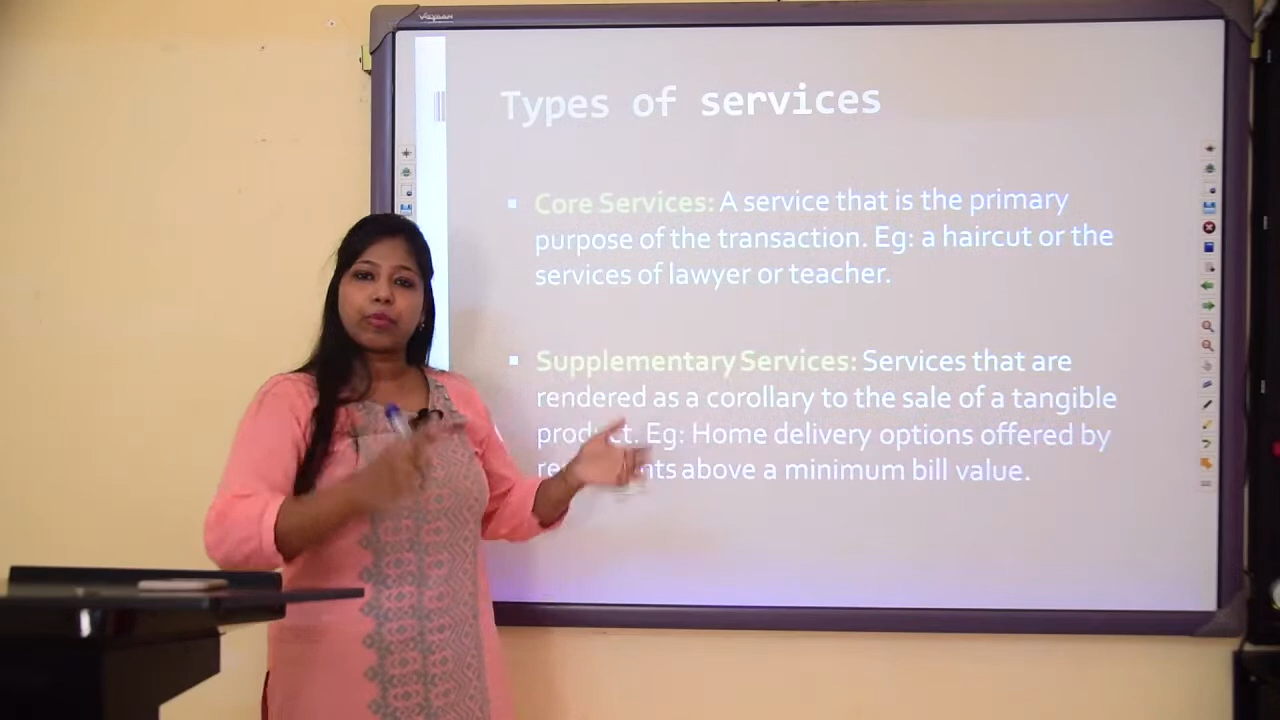 Types of services
Core Services: A service that is the primary
purpose of the transaction. Eg: a haircut or the
services of lawyer or teacher.
Supplementary Services: Services that are
rendered as a corollary to the sale of a tangible
Eg: Home delivery options offered by
above a minimum bill value.